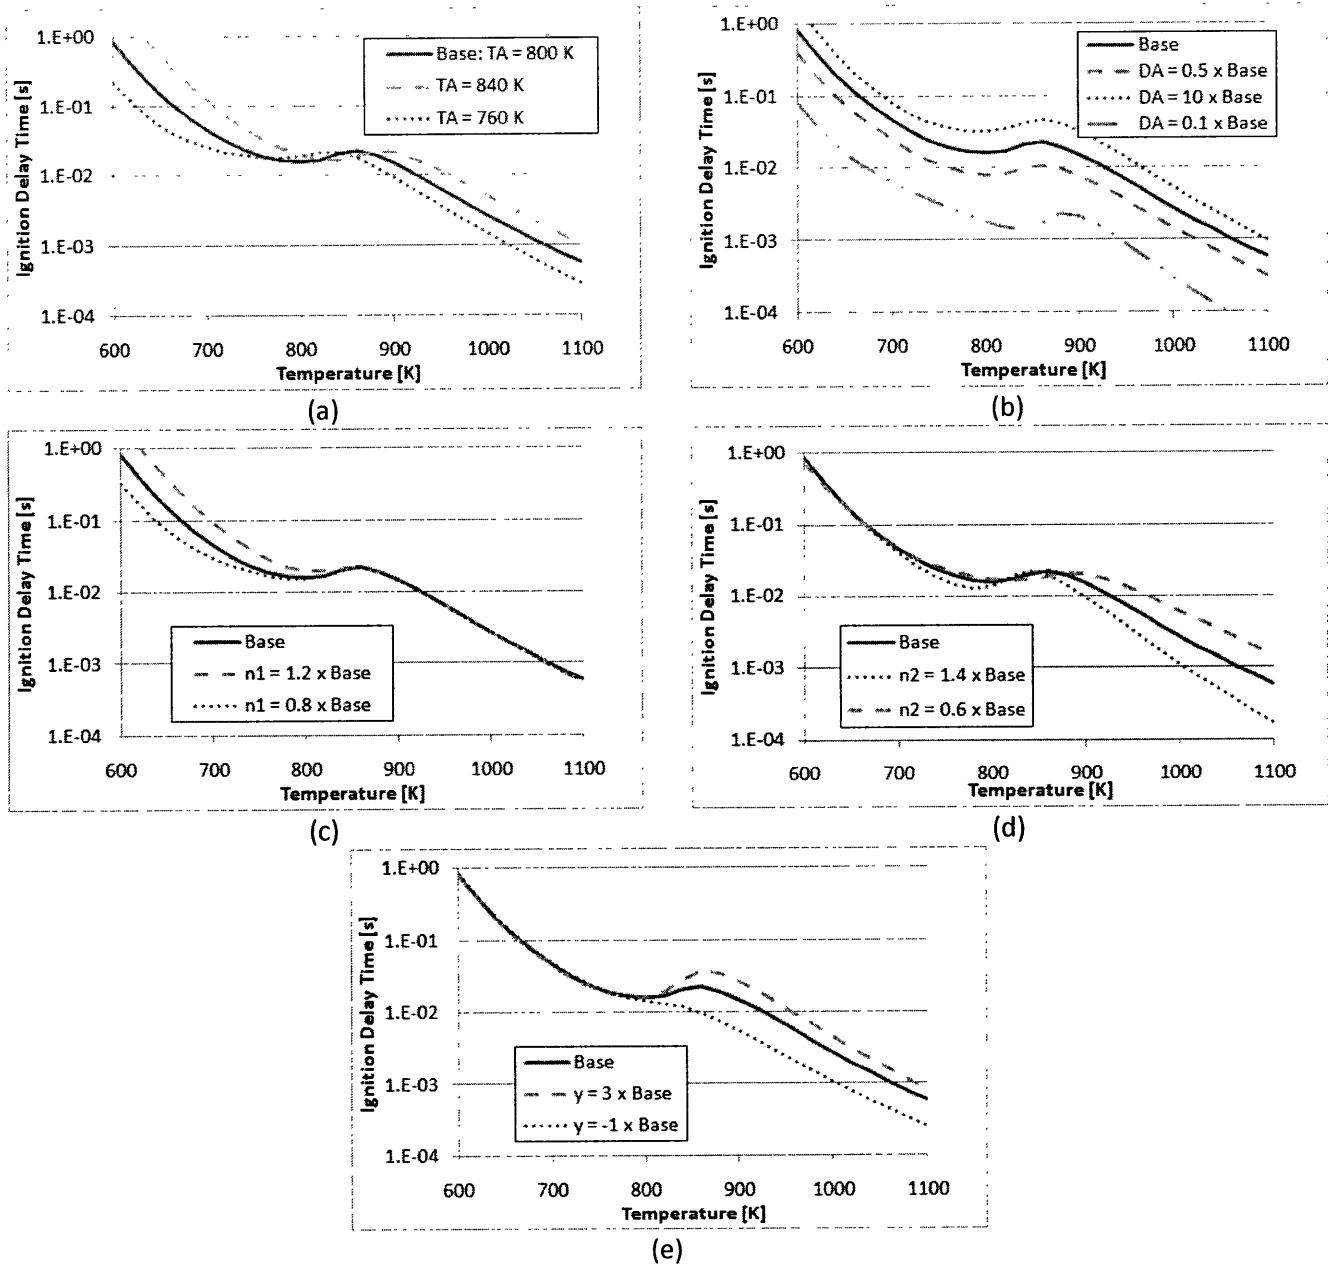 1.E+00
1.E-01
1.E-02
1.E-03
1.E-04
Ignition Delay Time [s]
Base: TA = 800 K
TA = 840 K
TA = 760 K
600 700 800 900 1000 1100
Temperature [K]
(a)
1.E+00
1.E-01
1.E-02
1.E-03
1.E-04
Ignition Delay Time [s]
Base
DA = 0.5 x Base
DA = 10 x Base
DA = 0.1 x Base
600 700 800 900 1000 1100
Temperature [K]
(b)
1.E+00
1.E-01
1.E-02
1.E-03
1.E-04
Ignition Delay Time [s]
Base
n1 = 1.2 x Base
n1 = 0.8 x Base
600 700 800 900 1000 1100
Temperature [K]
(c)
1.E+00
1.E-01
1.E-02
1.E-03
1.E-04
Ignition Delay Time [s]
Base
n2 = 1.4 x Base
n2 = 0.6 x Base
600 700 800 900 1000 1100
Temperature [K]
(d)
1.E+00
1.E-01
1.E-02
1.E-03
1.E-04
Ignition Delay Time [s]
Base
y = 3 x Base
y = -1 x Base
600 700 800 900 1000 1100
Temperature [K]
(e)